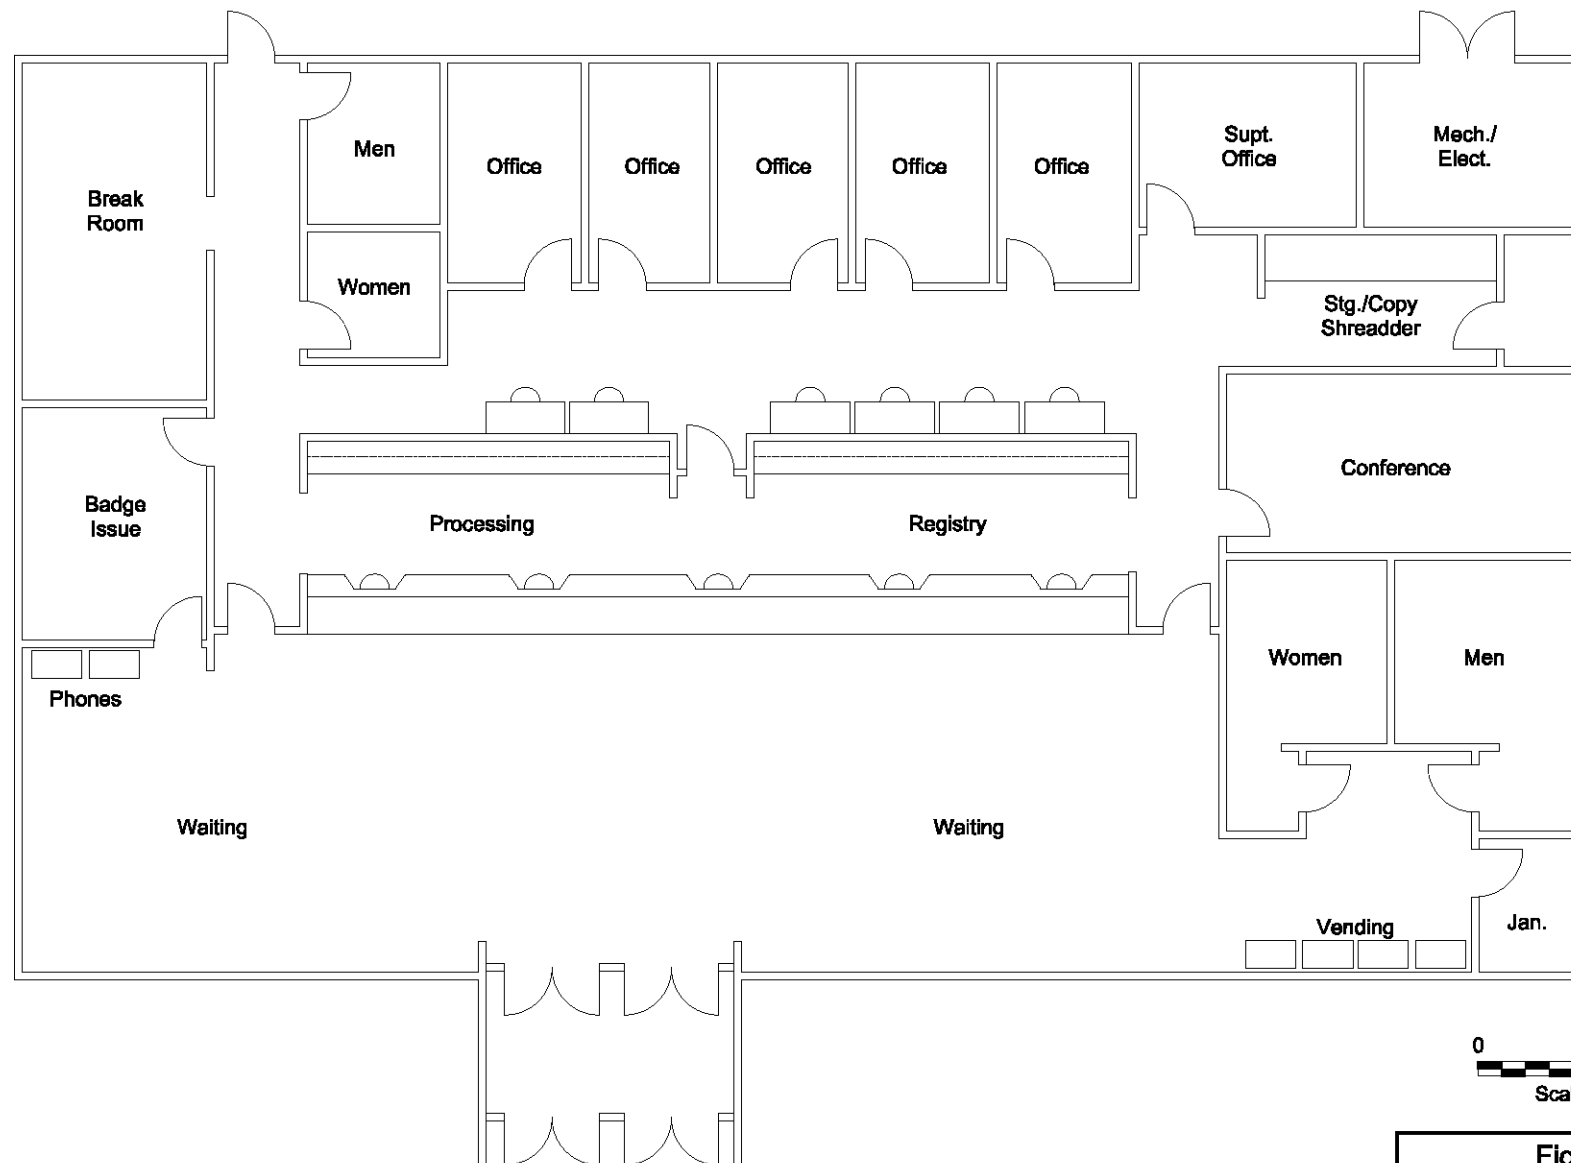 Break
Room
Men
Office
Office
Office
Office
Office
Supt.
Office
Mech./
Elect.
Women
Stg./Copy
Shreadder
Badge
Issue
Processing
Registry
Conference
Phones
Women
Men
Waiting
Waiting
Vending
Jan.
0